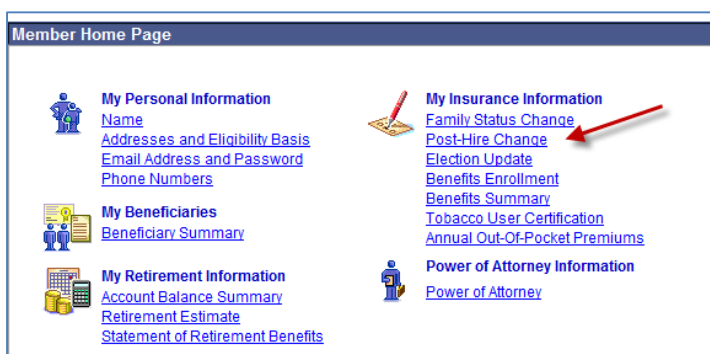 Member Home Page
My Personal Information
Name
Addresses and Eligibility Basis
Email Address and Password
Phone Numbers
My Beneficiaries
Beneficiary Summary
My Retirement Information
Account Balance Summary
Retirement Estimate
Statement of Retirement Benefits
My Insurance Information
Family Status Change
Post-Hire Change
Election Update
Benefits Enrollment
Benefits Summary
Tobacco User Certification
Annual Out-Of-Pocket Premiums
Power of Attorney Information
Power of Attorney